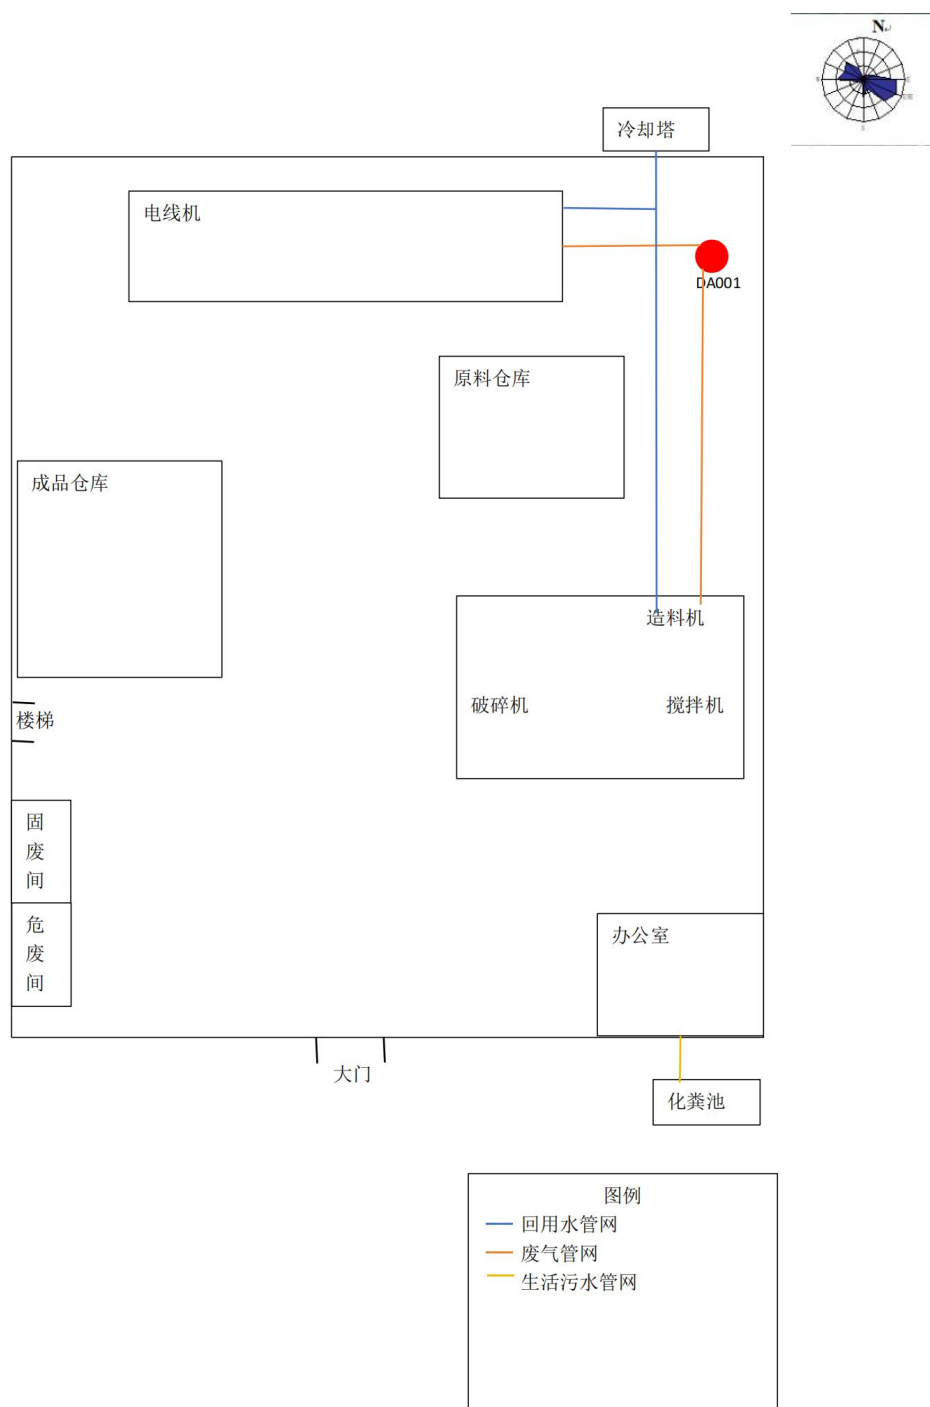 N
冷却塔
电线机
DA001
原料仓库
成品仓库
造料机
破碎机
搅拌机
楼梯
固
废
间
危
废
间
办公室
大门
化粪池
图例
回用水管网
废气管网
生活污水管网